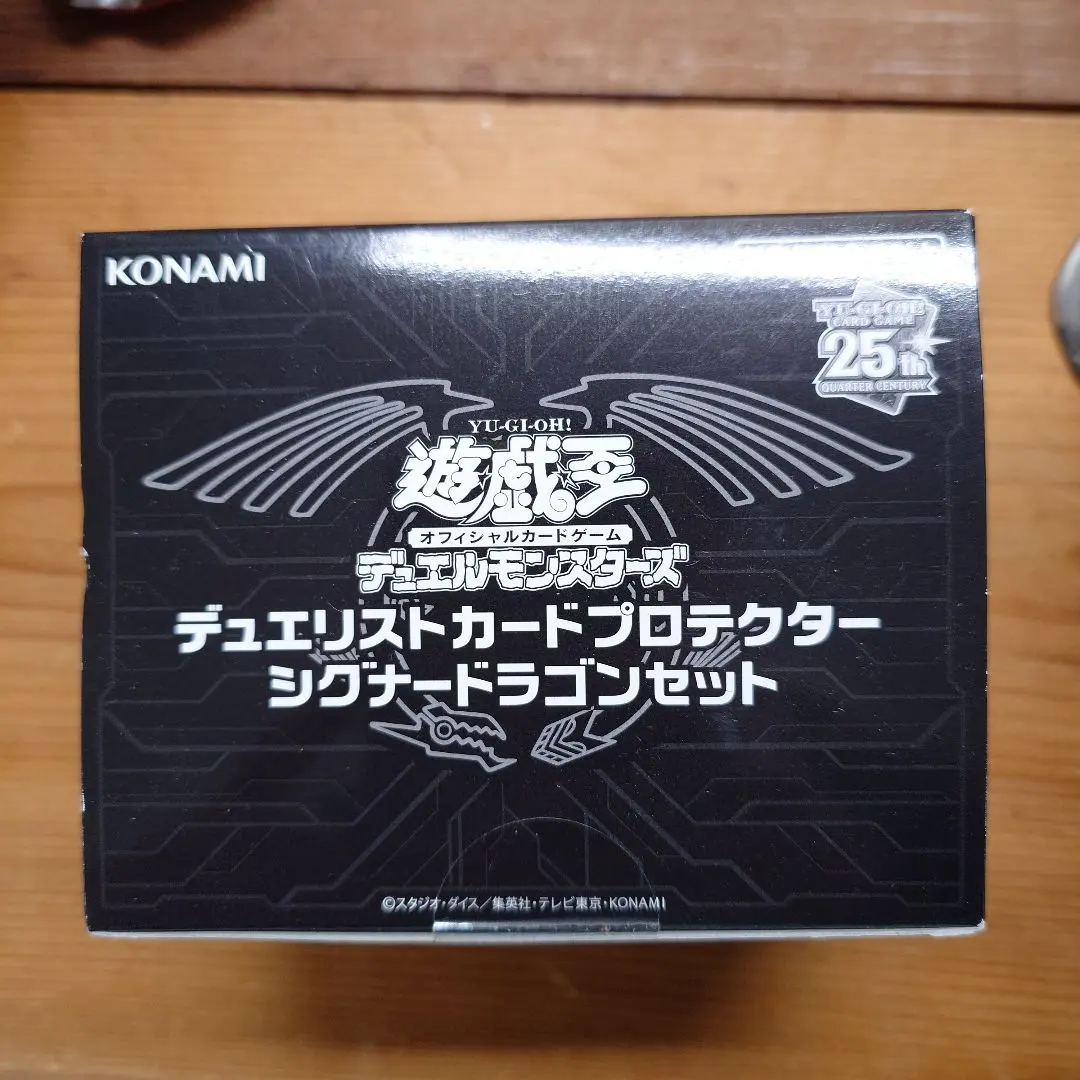 KONAMI
YU-GI-OH!
CARD GAME
25th
QUARTER CENTURY
YU-GI-OH!
遊戯王
オフィシャルカードゲーム
デュエルモンスターズ
デュエリストカードプロテクター
シグナードラゴンセット
©スタジオ・ダイス/集英社・テレビ東京・KONAMI